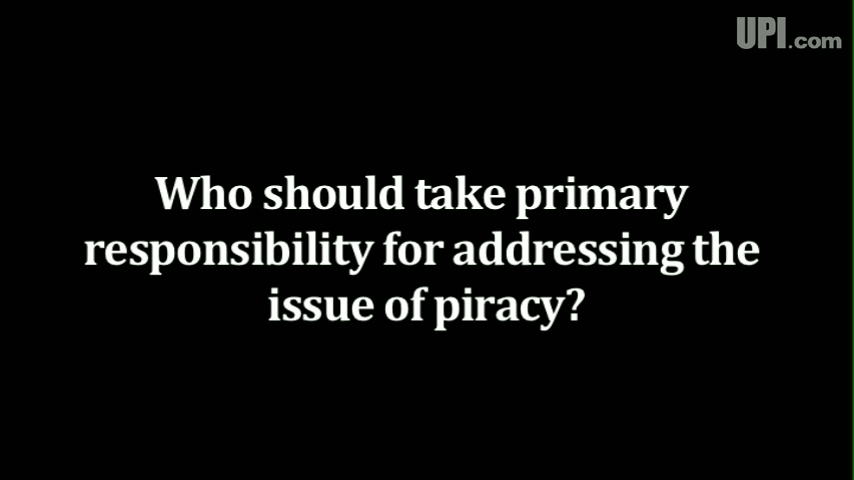 UPI.com
Who should take primary
responsibility for addressing the
issue of piracy?